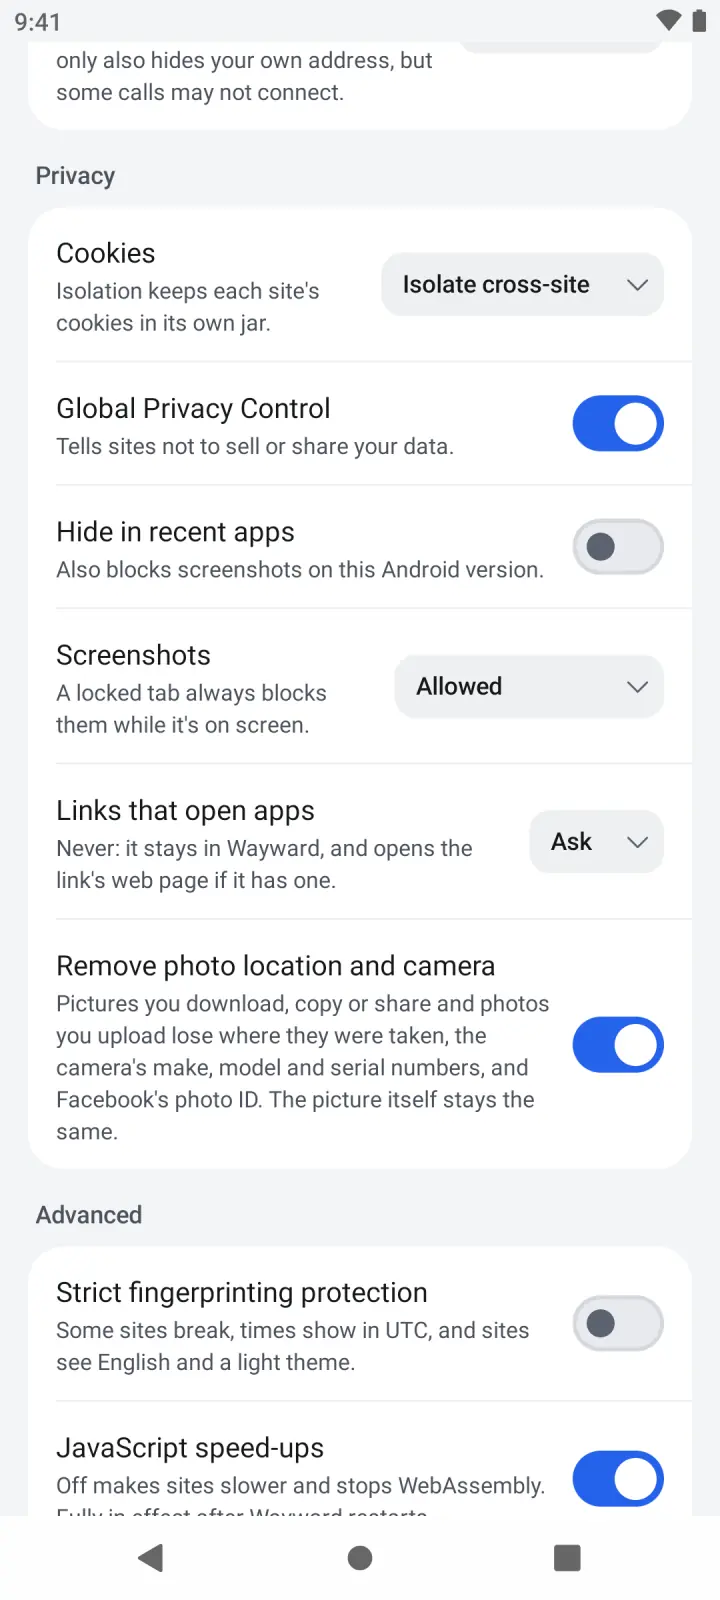 9:41
only also hides your own address, but
some calls may not connect.
Privacy
Cookies
Isolation keeps each site's
cookies in its own jar.
Isolate cross-site
Global Privacy Control
Tells sites not to sell or share your data.
Hide in recent apps
Also blocks screenshots on this Android version.
Screenshots
A locked tab always blocks
them while it's on screen.
Allowed
Links that open apps
Never: it stays in Wayward, and opens the
link's web page if it has one.
Ask
Remove photo location and camera
Pictures you download, copy or share and photos
you upload lose where they were taken, the
camera's make, model and serial numbers, and
Facebook's photo ID. The picture itself stays the
same.
Advanced
Strict fingerprinting protection
Some sites break, times show in UTC, and sites
see English and a light theme.
JavaScript speed-ups
Off makes sites slower and stops WebAssembly.
Fully in effect after Wayward restarts.